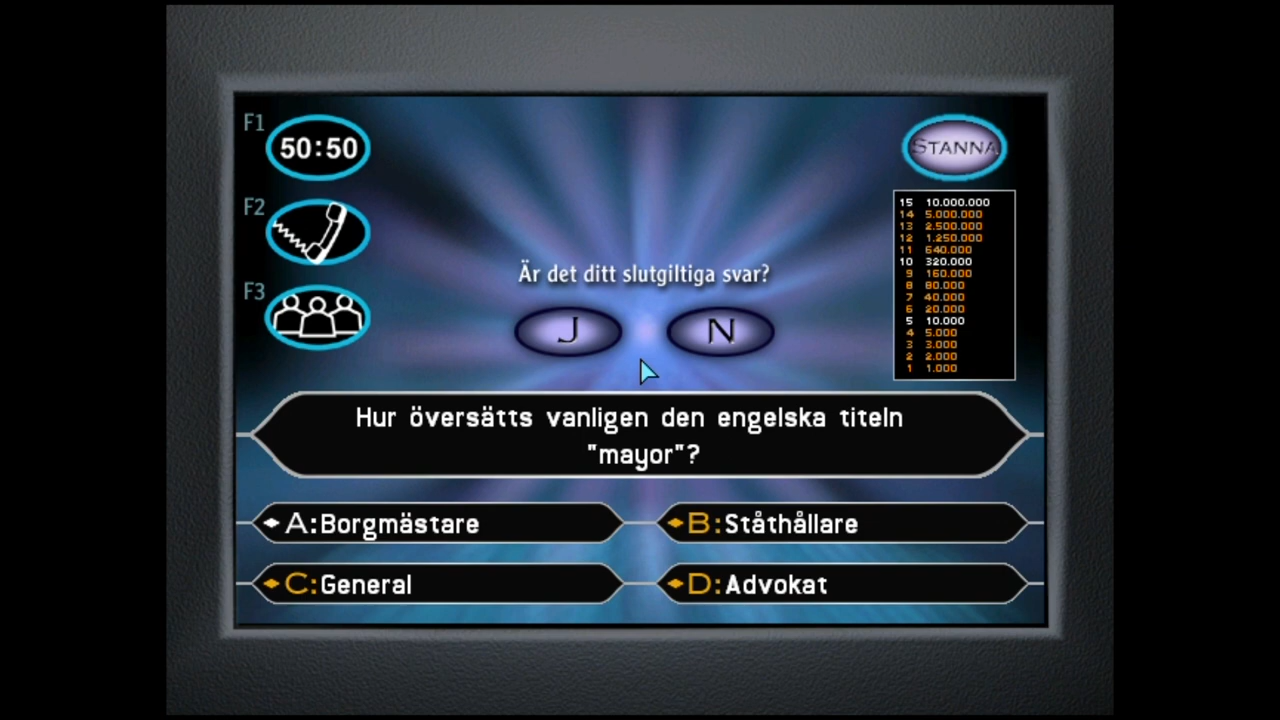 F1
50:50
F2
F3
STANNA
15 10.000.000
14 5.000.000
13 2.500.000
12 1.250.000
11 640.000
10 320.000
9 160.000
8 80.000
7 40.000
6 20.000
5 10.000
4 5.000
3 3.000
2 2.000
1 1.000
Är det ditt slutgiltiga svar?
J
N
Hur översätts vanligen den engelska titeln
"mayor"?
A:Borgmästare
B:Ståthållare
C:General
D:Advokat